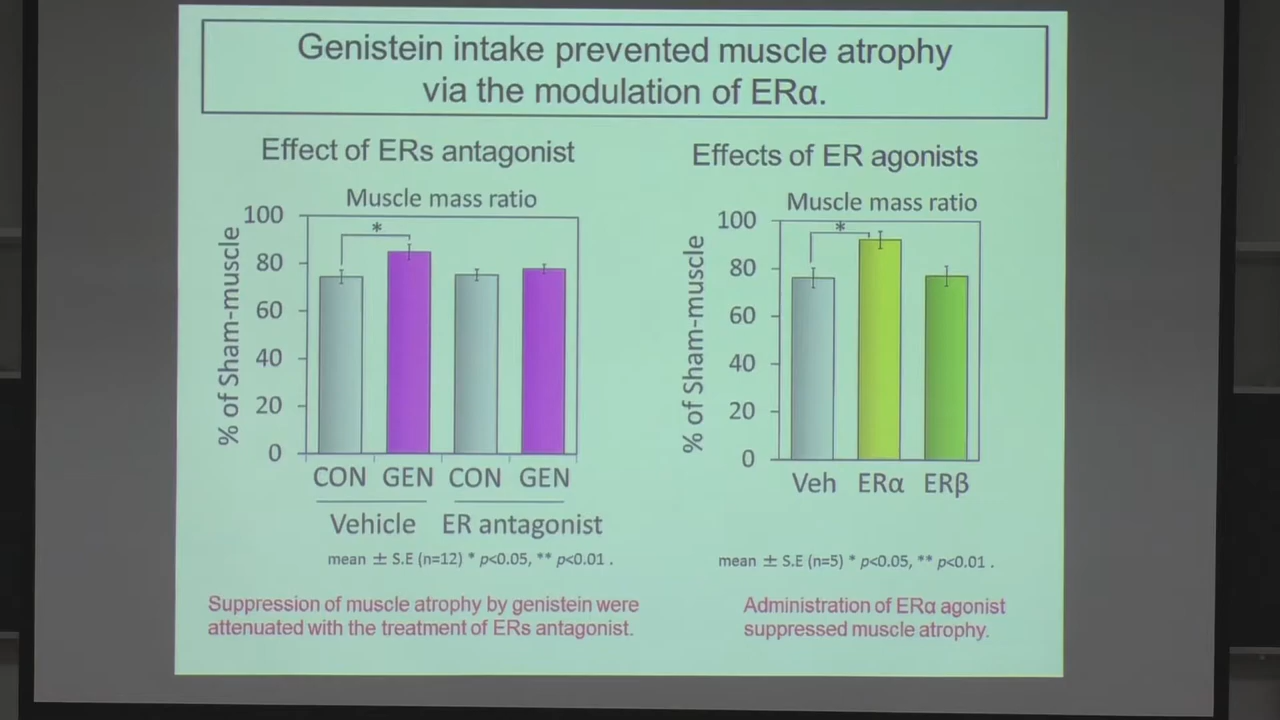 Genistein intake prevented muscle atrophy
via the modulation of ERα.
Effect of ERs antagonist
Muscle mass ratio
% of Sham-muscle
100
80
60
40
20
0
*
CON GEN CON GEN
Vehicle ER antagonist
mean ± S.E (n=12) * p<0.05, ** p<0.01 .
Suppression of muscle atrophy by genistein were
attenuated with the treatment of ERs antagonist.
Effects of ER agonists
Muscle mass ratio
% of Sham-muscle
100
80
60
40
20
0
*
Veh ERα ERβ
mean ± S.E (n=5) * p<0.05, ** p<0.01 .
Administration of ERα agonist
suppressed muscle atrophy.